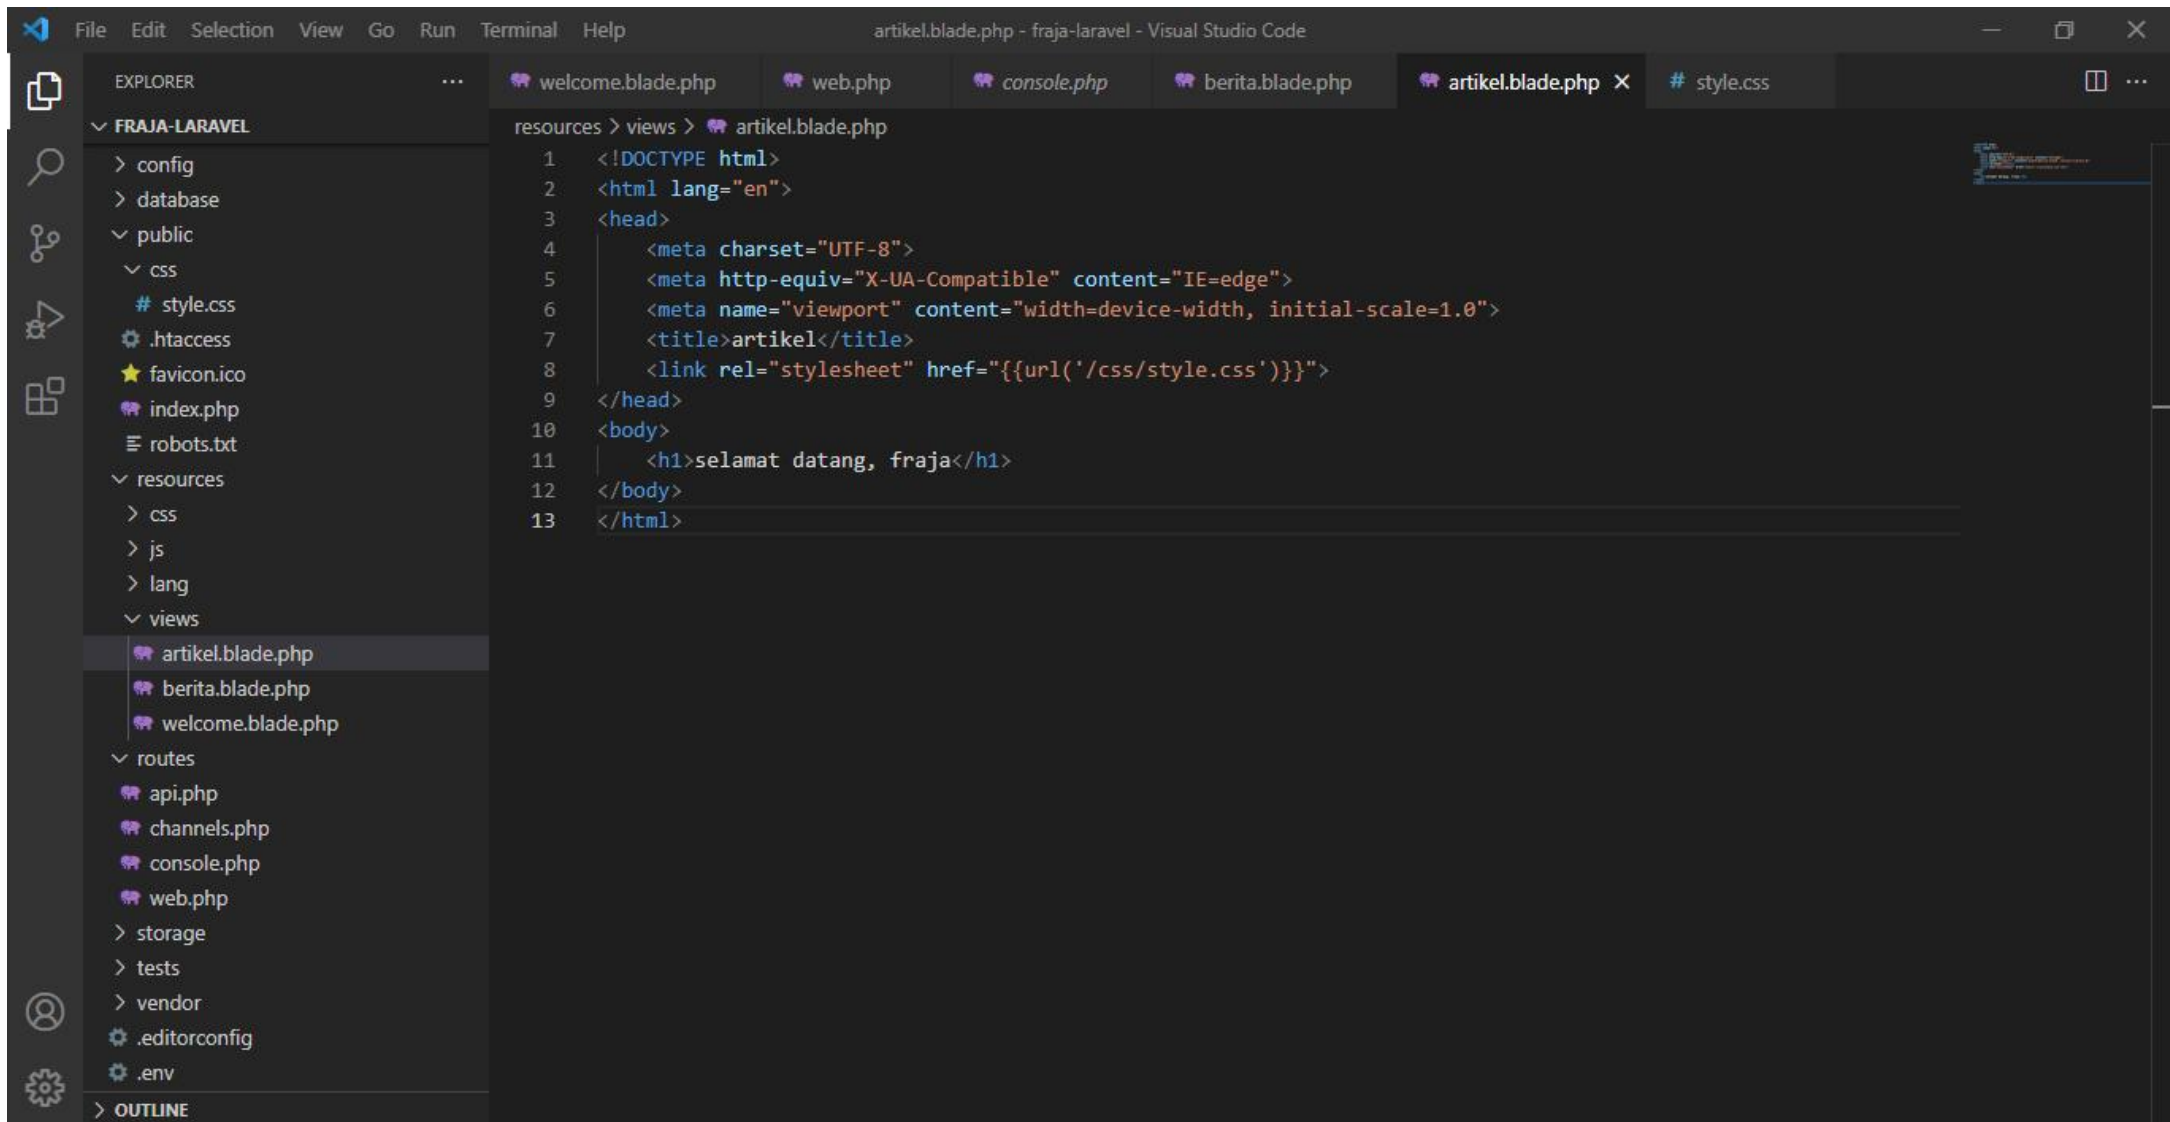 File Edit Selection View Go Run Terminal Help artikel.blade.php - fraja-laravel - Visual Studio Code
EXPLORER
FRAJA-LARAVEL
config
database
public
css
# style.css
.htaccess
favicon.ico
index.php
robots.txt
resources
css
js
lang
views
artikel.blade.php
berita.blade.php
welcome.blade.php
routes
api.php
channels.php
console.php
web.php
storage
tests
vendor
.editorconfig
.env
OUTLINE
welcome.blade.php web.php console.php berita.blade.php artikel.blade.php # style.css
resources > views > artikel.blade.php
1 <!DOCTYPE html>
2 <html lang="en">
3 <head>
4 <meta charset="UTF-8">
5 <meta http-equiv="X-UA-Compatible" content="IE=edge">
6 <meta name="viewport" content="width=device-width, initial-scale=1.0">
7 <title>artikel</title>
8 <link rel="stylesheet" href="{{url('/css/style.css')}}">
9 </head>
10 <body>
11 <h1>selamat datang, fraja</h1>
12 </body>
13 </html>